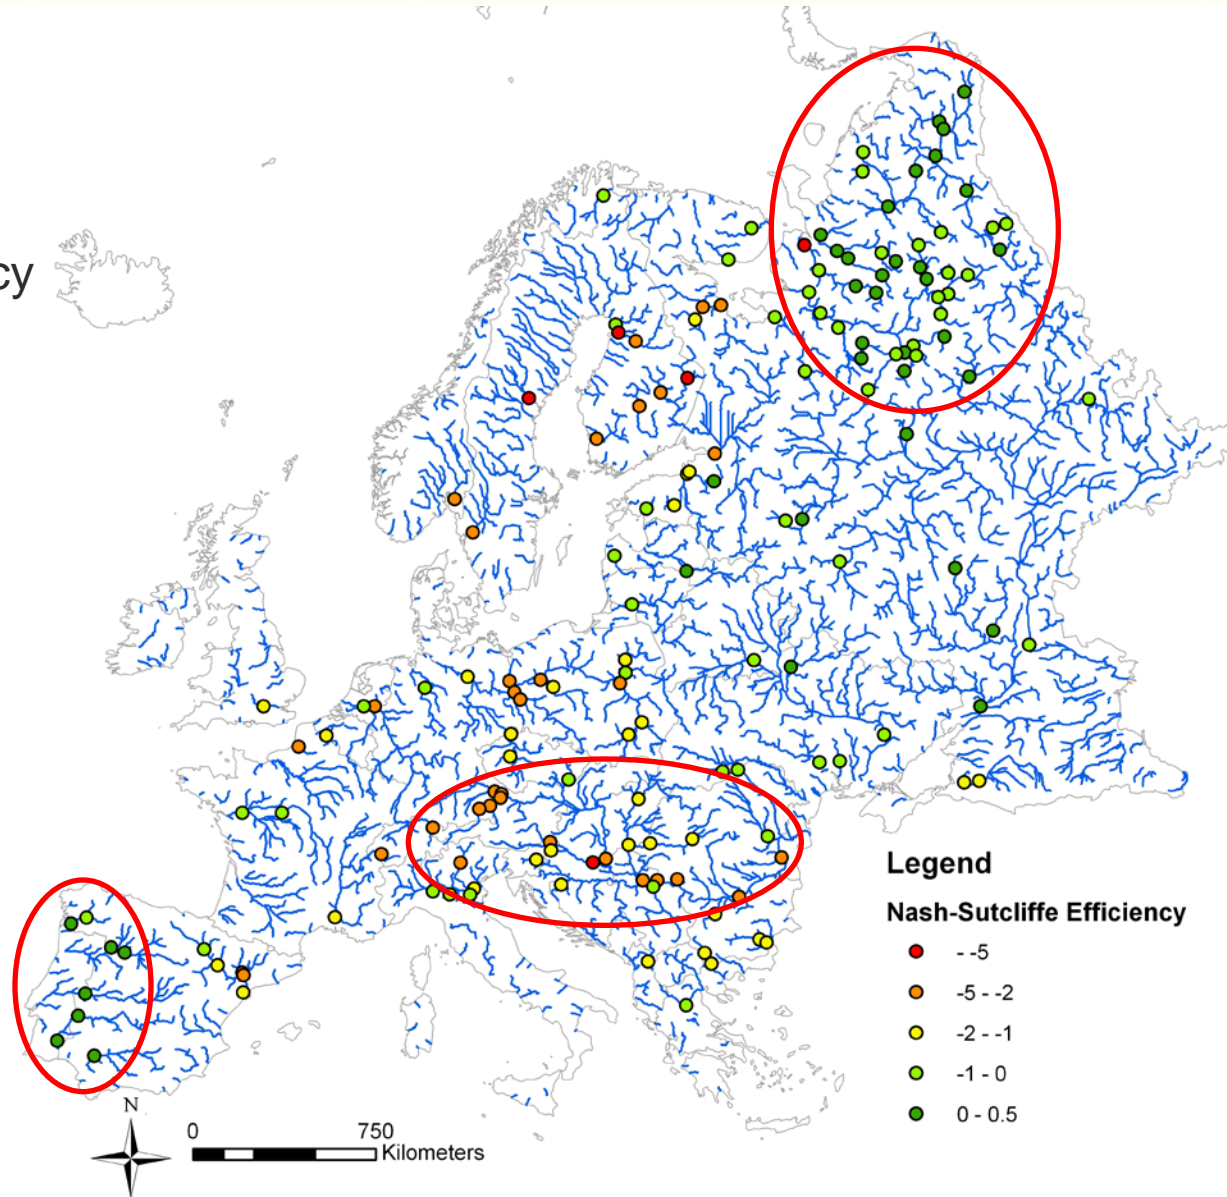 cy
Legend
Nash-Sutcliffe Efficiency
- -5
-5 - -2
-2 - -1
-1 - 0
0 - 0.5
N
0 750
Kilometers